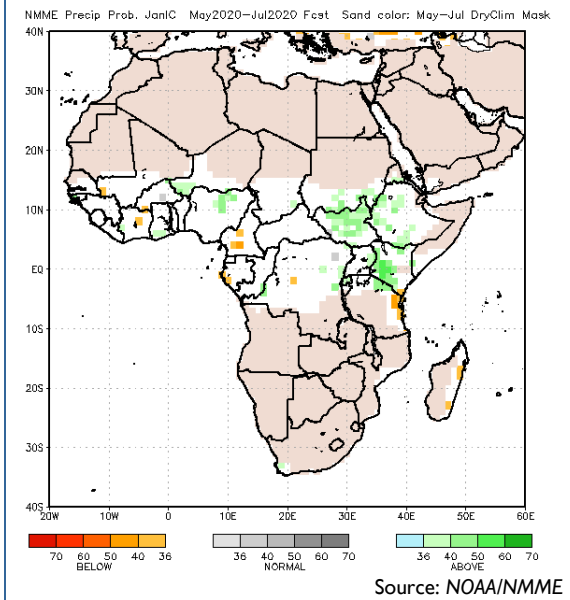 NMME Precip Prob. JanIC May2020-Jul2020 Fcst Sand color: May-Jul DryClim Mask
40N
30N
20N
10N
EQ
10S
20S
30S
40S
20W 10W 0 10E 20E 30E 40E 50E 60E
70 60 50 40 36 36 40 50 60 70 36 40 50 60 70
BELOW NORMAL ABOVE
Source: NOAA/NMME